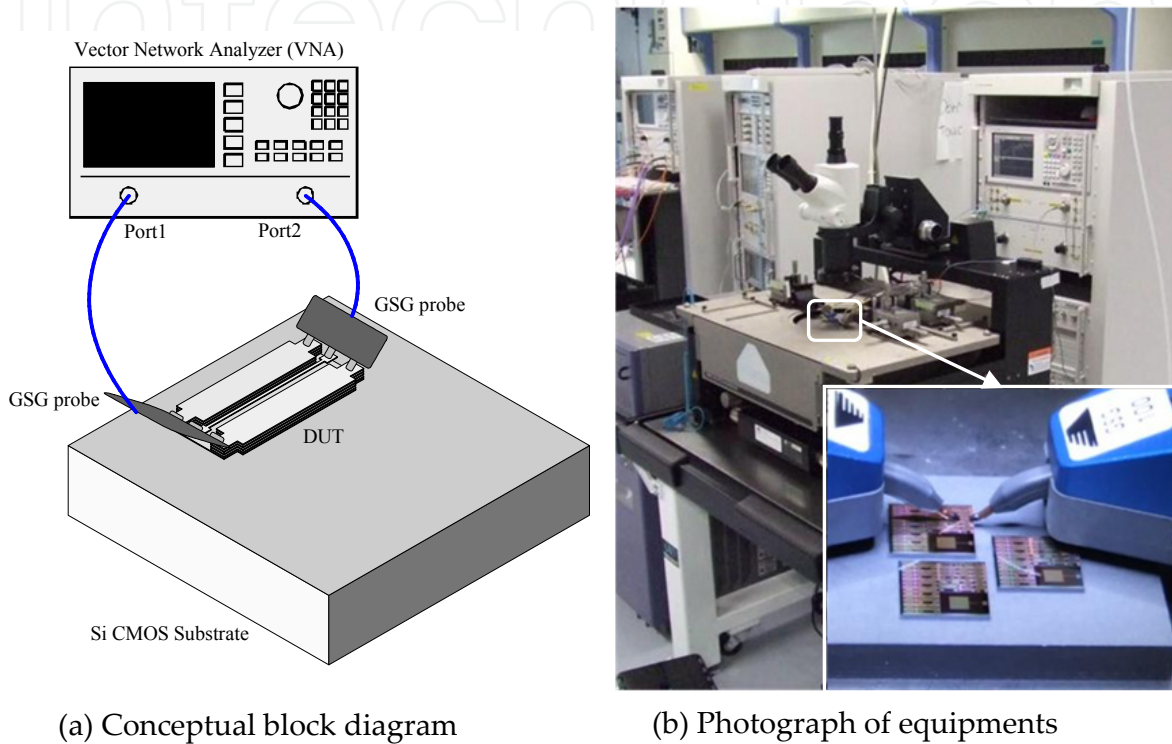 Vector Network Analyzer (VNA)
Port1
Port2
GSG probe
GSG probe
DUT
Si CMOS Substrate
(a) Conceptual block diagram
(b) Photograph of equipments